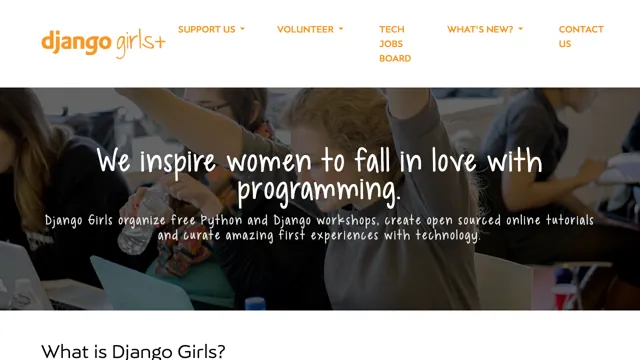 django girls+
SUPPORT US
VOLUNTEER
TECH
JOBS
BOARD
WHAT'S NEW?
CONTACT
US
We inspire women to fall in love with
programming.
Django Girls organize free Python and Django workshops, create open sourced online tutorials
and curate amazing first experiences with technology.
What is Django Girls?